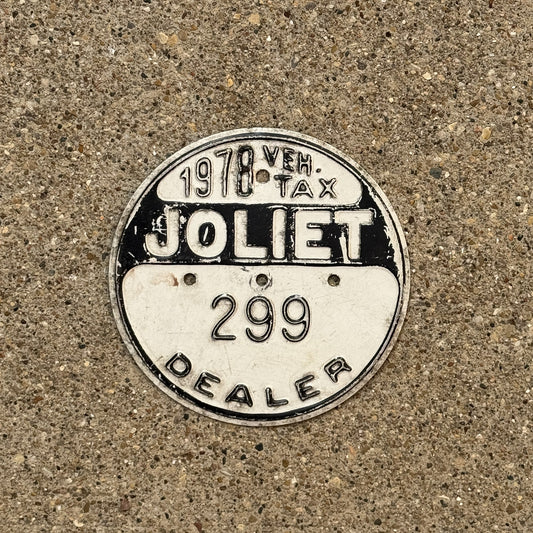 1978 VEH. TAX
JOLIET
299
DEALER